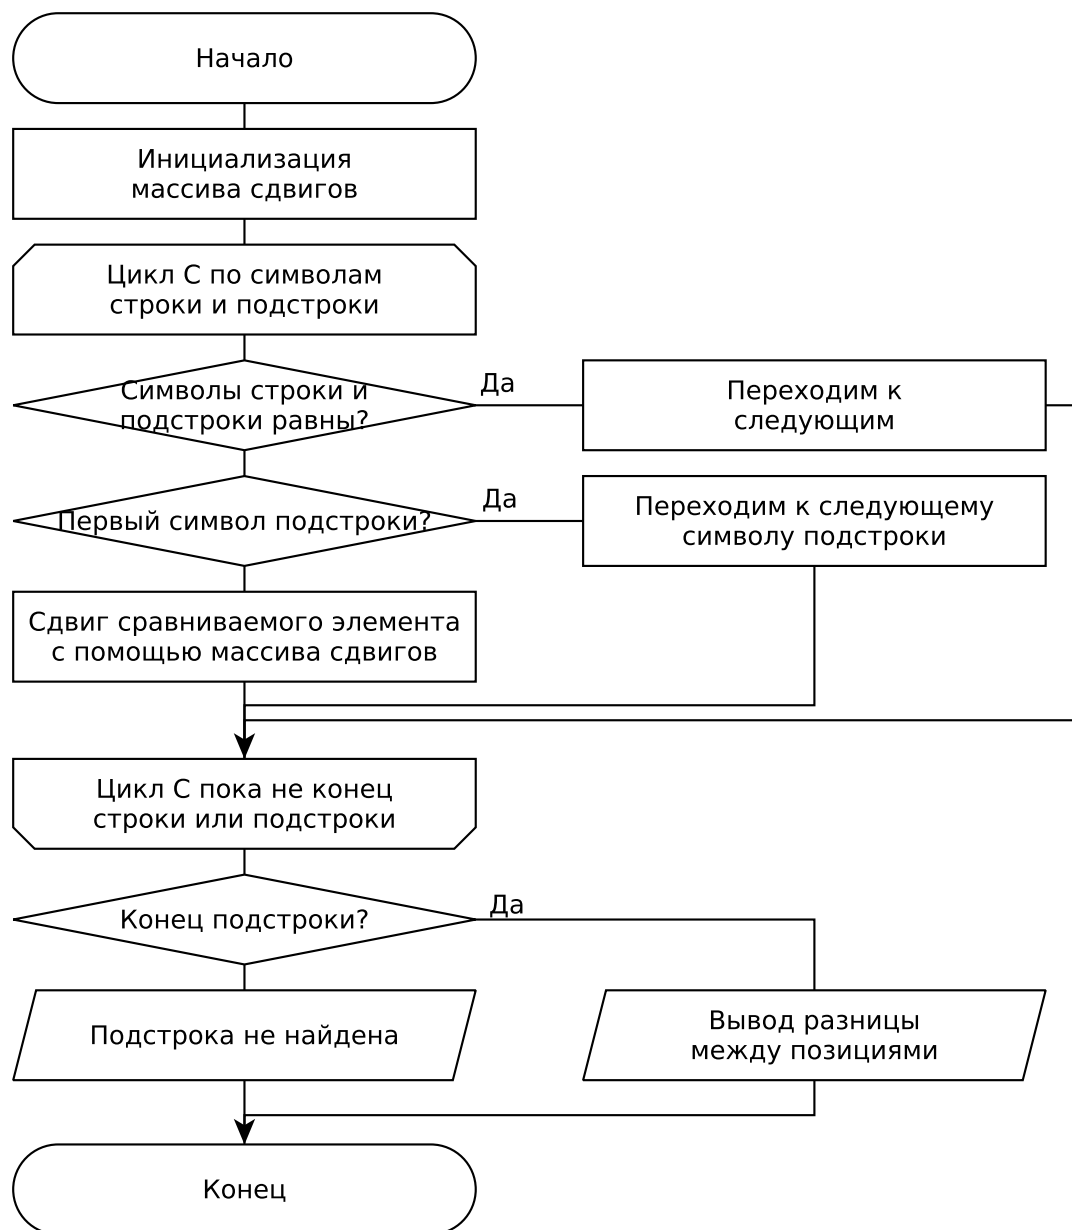 Начало
Инициализация
массива сдвигов
Цикл С по символам
строки и подстроки
Символы строки и
подстроки равны?
Да
Переходим к
следующим
Первый символ подстроки?
Да
Переходим к следующему
символу подстроки
Сдвиг сравниваемого элемента
с помощью массива сдвигов
Цикл С пока не конец
строки или подстроки
Конец подстроки?
Да
Подстрока не найдена
Вывод разницы
между позициями
Конец